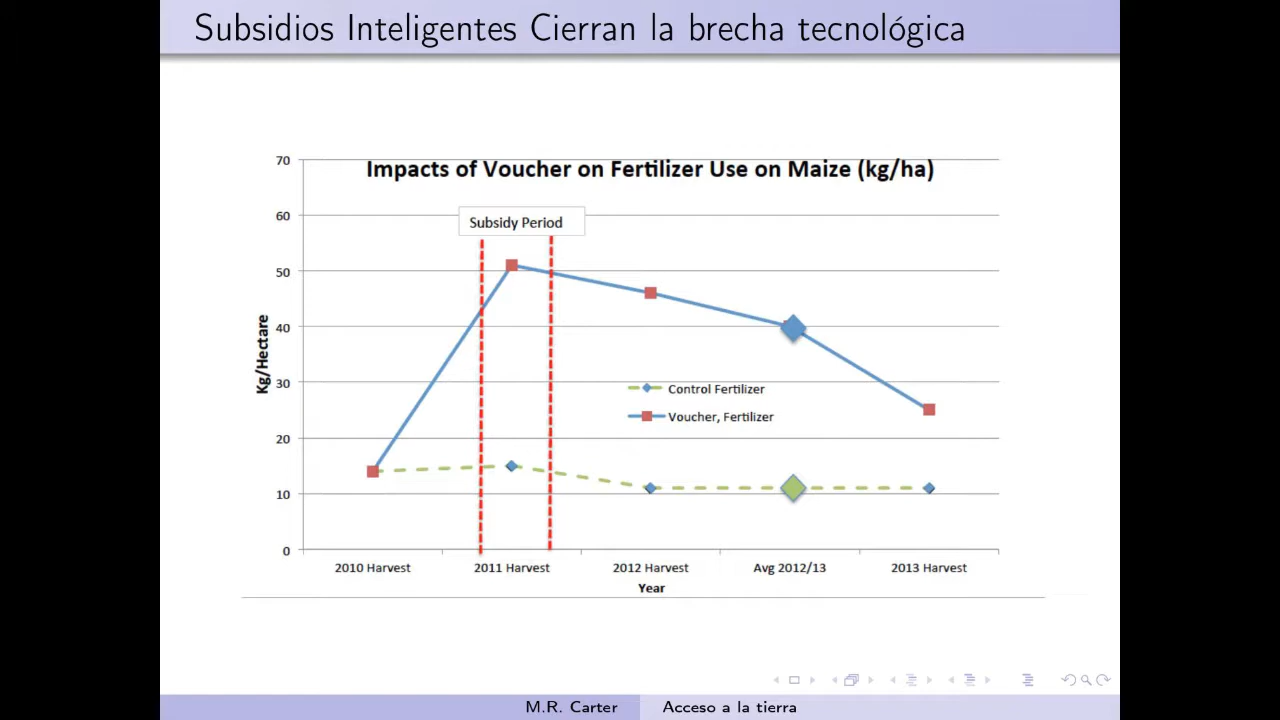 Subsidios Inteligentes Cierran la brecha tecnológica
Impacts of Voucher on Fertilizer Use on Maize (kg/ha)
70
60
50
40
30
20
10
0
Kg/Hectare
Subsidy Period
Control Fertilizer
Voucher, Fertilizer
2010 Harvest
2011 Harvest
2012 Harvest
Avg 2012/13
2013 Harvest
Year
M.R. Carter
Acceso a la tierra